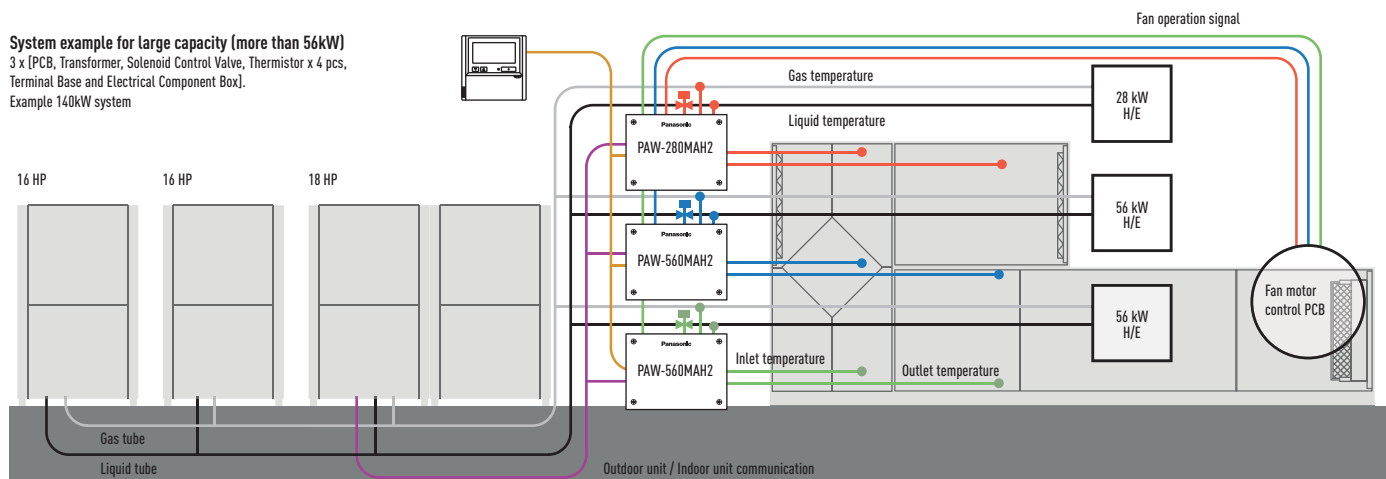 System example for large capacity (more than 56kW)
3 x [PCB, Transformer, Solenoid Control Valve, Thermistor x 4 pcs,
Terminal Base and Electrical Component Box].
Example 140kW system
Fan operation signal
Gas temperature
Liquid temperature
28 kW
H/E
Panasonic
PAW-280MAH2
16 HP
16 HP
18 HP
56 kW
H/E
Panasonic
PAW-560MAH2
Fan motor
control PCB
56 kW
H/E
Panasonic
PAW-560MAH2
Inlet temperature
Outlet temperature
Gas tube
Liquid tube
Outdoor unit / Indoor unit communication